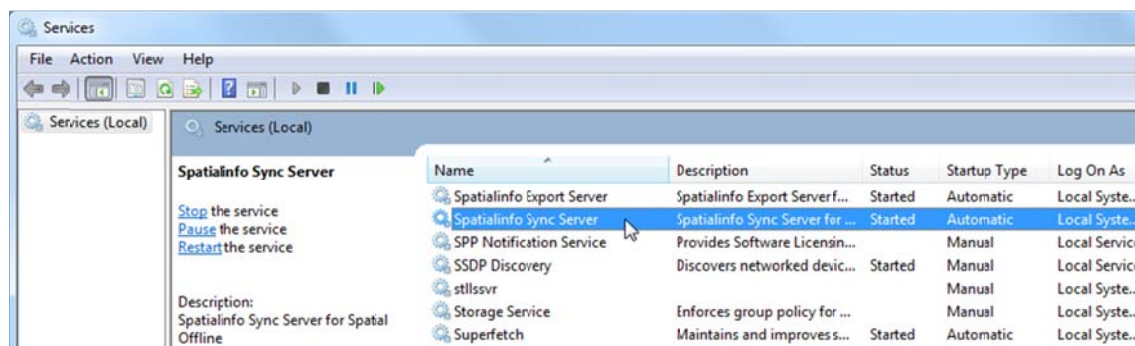 Services
File Action View Help
Services (Local)
Services (Local)
Spatialinfo Sync Server
Stop the service
Pause the service
Restart the service
Description:
Spatialinfo Sync Server for Spatial
Offline
Name Description Status Startup Type Log On As
Spatialinfo Export Server Spatialinfo Export Server f... Started Automatic Local Syste...
Spatialinfo Sync Server Spatialinfo Sync Server for ... Started Automatic Local Syste...
SPP Notification Service Provides Software Licensin... Manual Local Service
SSDP Discovery Discovers networked devic... Started Manual Local Service
stllssvr Manual Local Syste...
Storage Service Enforces group policy for ... Manual Local Syste...
Superfetch Maintains and improves s... Started Automatic Local Syste...